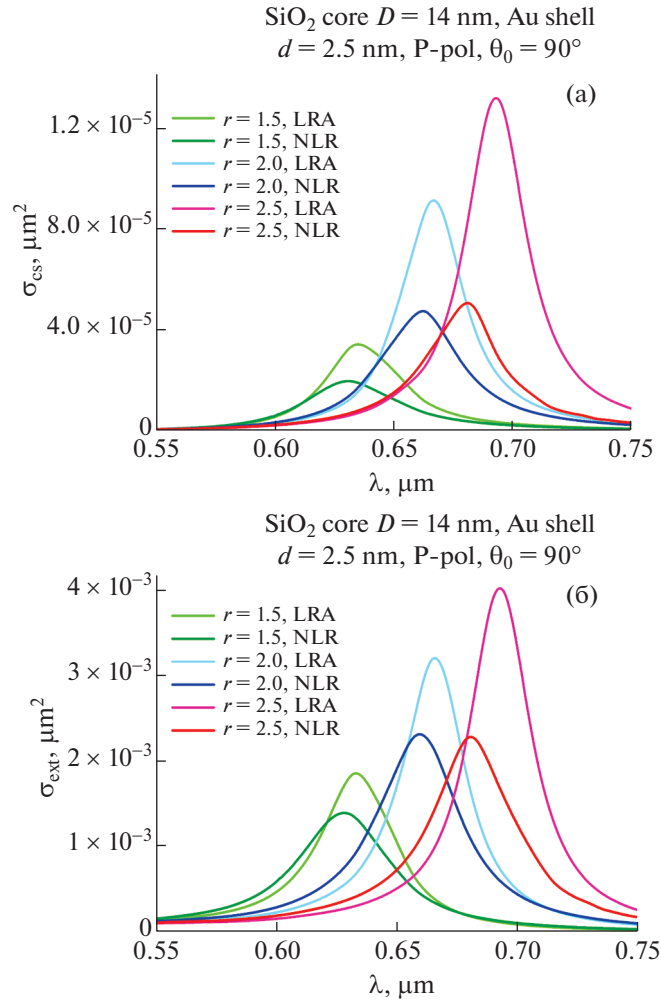 SiO₂ core D = 14 nm, Au shell
d = 2.5 nm, P-pol, θ₀ = 90°
(а)
r = 1.5, LRA
r = 1.5, NLR
r = 2.0, LRA
r = 2.0, NLR
r = 2.5, LRA
r = 2.5, NLR
σcs, μm²
1.2 × 10⁻⁵
8.0 × 10⁻⁵
4.0 × 10⁻⁵
0
0.55 0.60 0.65 0.70 0.75
λ, μm
SiO₂ core D = 14 nm, Au shell
d = 2.5 nm, P-pol, θ₀ = 90°
(б)
r = 1.5, LRA
r = 1.5, NLR
r = 2.0, LRA
r = 2.0, NLR
r = 2.5, LRA
r = 2.5, NLR
σext, μm²
4 × 10⁻³
3 × 10⁻³
2 × 10⁻³
1 × 10⁻³
0
0.55 0.60 0.65 0.70 0.75
λ, μm